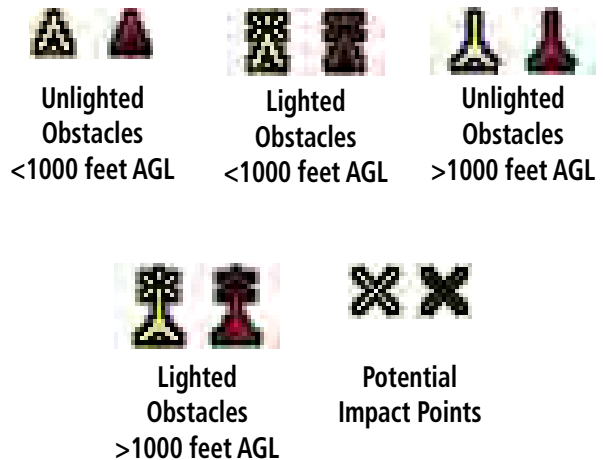 Unlighted
Obstacles
<1000 feet AGL
Lighted
Obstacles
<1000 feet AGL
Unlighted
Obstacles
>1000 feet AGL
Lighted
Obstacles
>1000 feet AGL
Potential
Impact Points